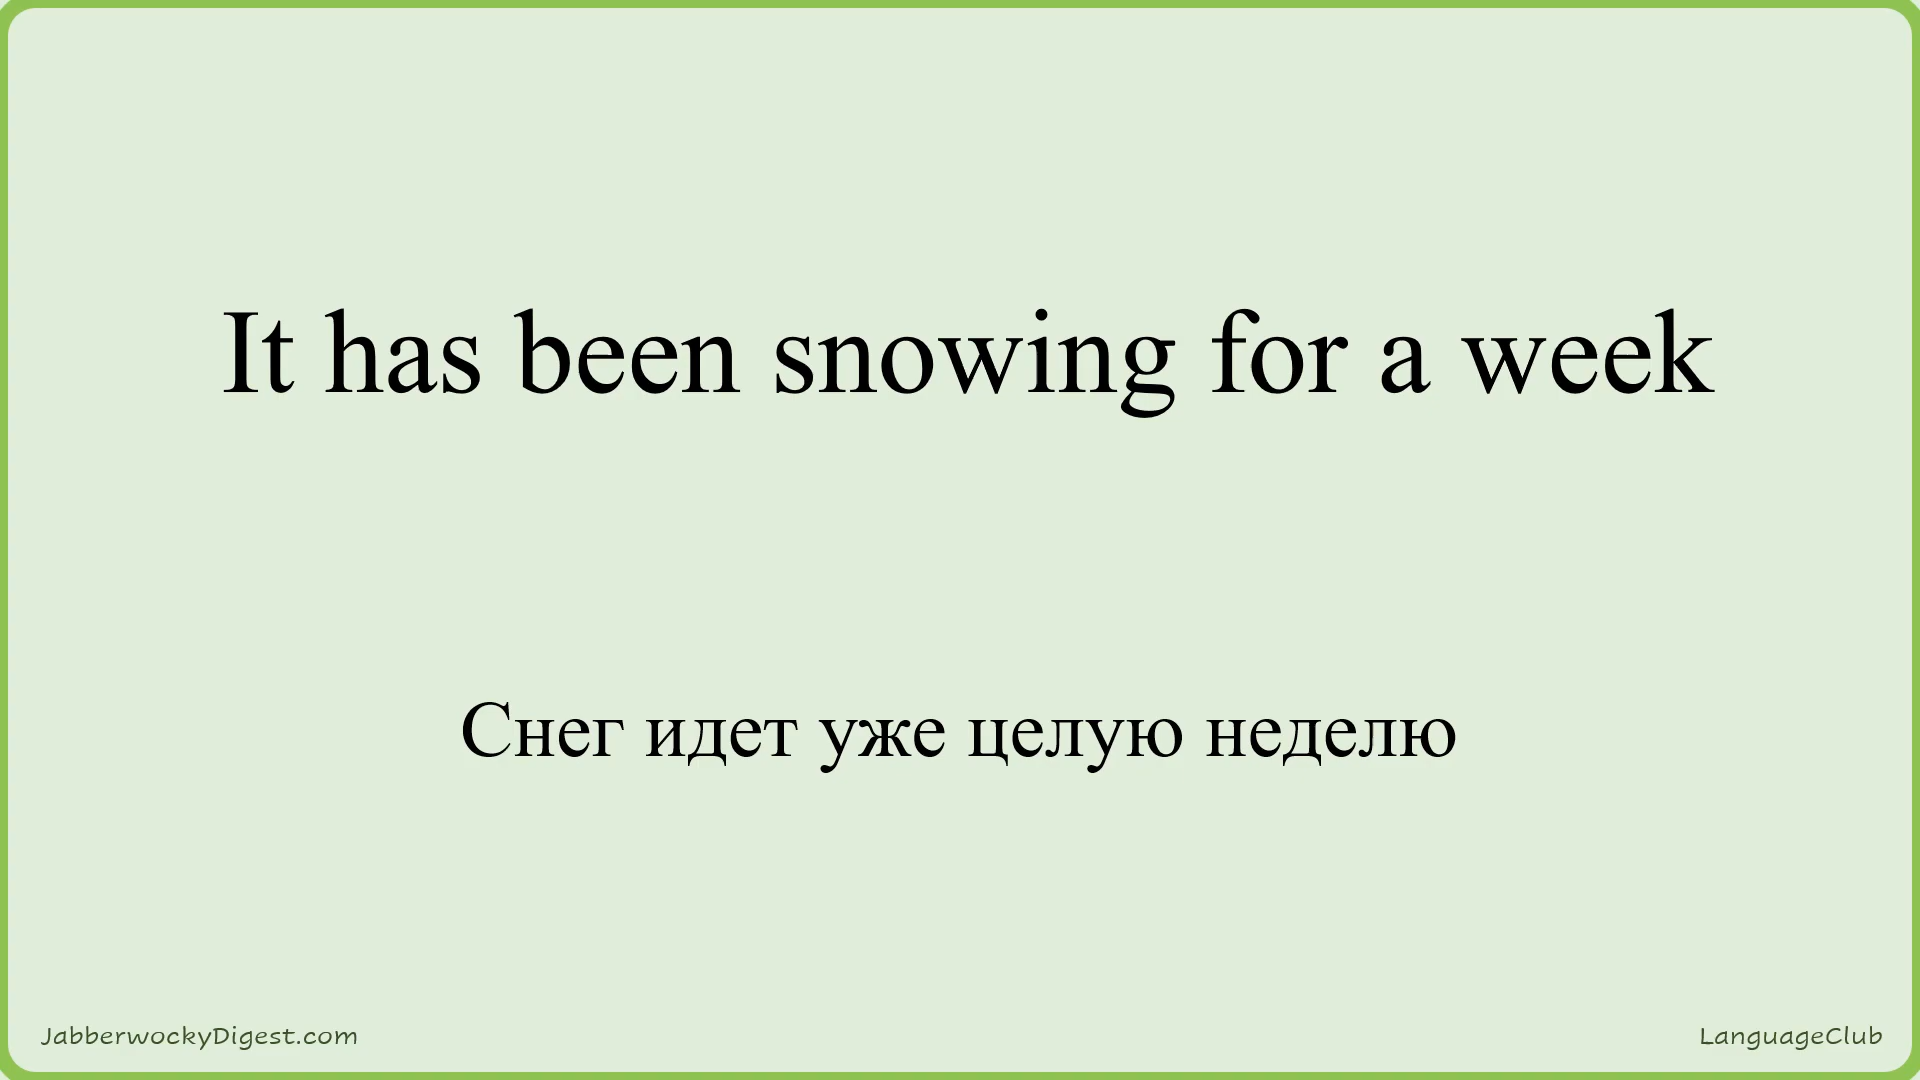 It has been snowing for a week
Снег идет уже целую неделю
JabberwockyDigest.com
LanguageClub